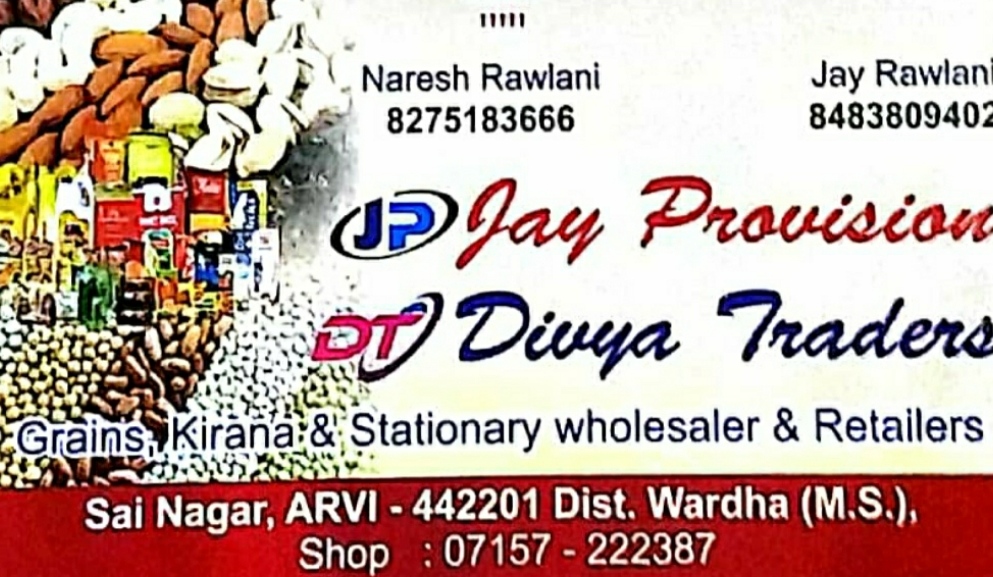 Naresh Rawlani
8275183666
Jay Rawlani
8483809402
JP Jay Provision
DT Divya Traders
Grains, Kirana & Stationary wholesaler & Retailers
Sai Nagar, ARVI - 442201 Dist. Wardha (M.S.),
Shop : 07157 - 222387